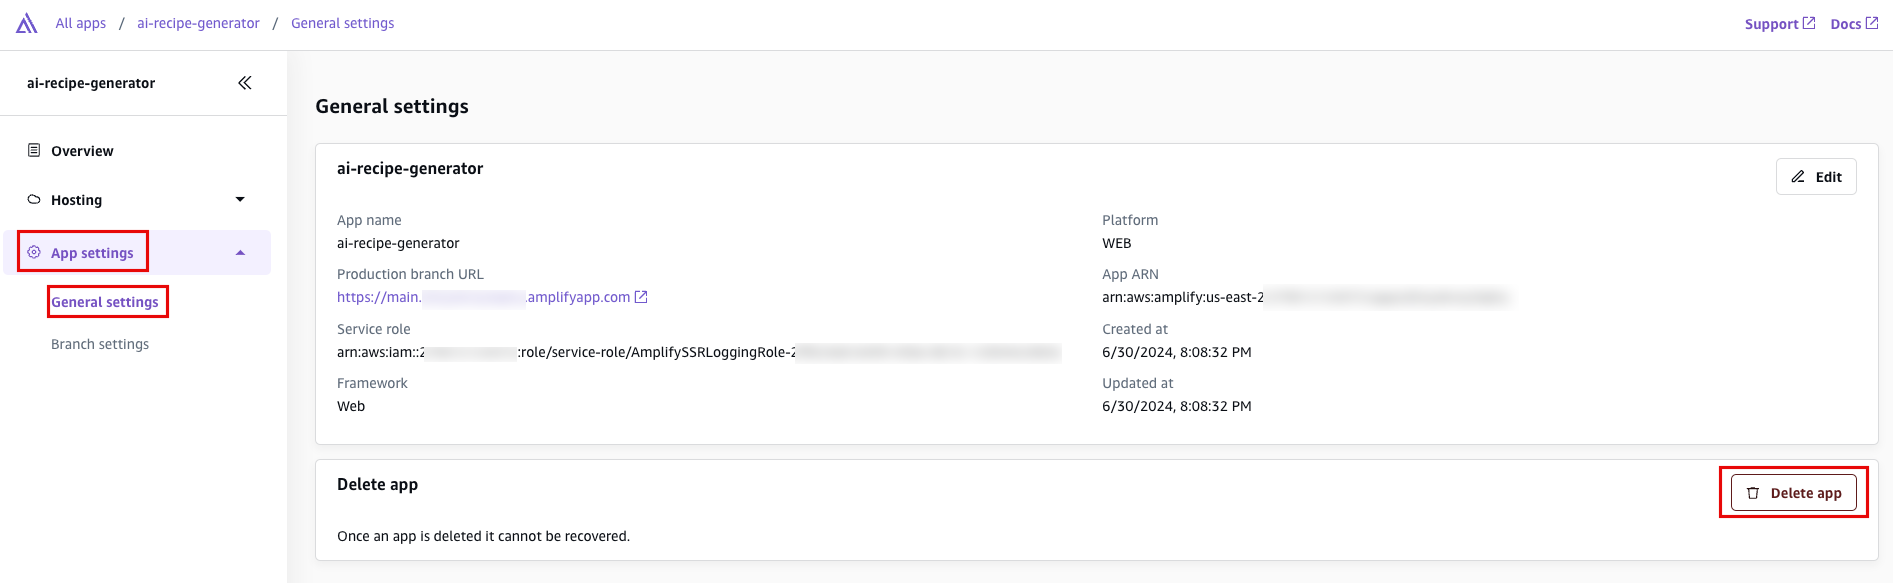 All apps / ai-recipe-generator / General settings
Support Docs
ai-recipe-generator
Overview
Hosting
App settings
General settings
Branch settings
General settings
ai-recipe-generator
Edit
App name
ai-recipe-generator
Platform
WEB
Production branch URL
https://main. .amplifyapp.com
App ARN
arn:aws:amplify:us-east-2
Service role
arn:aws:iam::2 :role/service-role/AmplifySSRLoggingRole-2
Created at
6/30/2024, 8:08:32 PM
Framework
Web
Updated at
6/30/2024, 8:08:32 PM
Delete app
Delete app
Once an app is deleted it cannot be recovered.